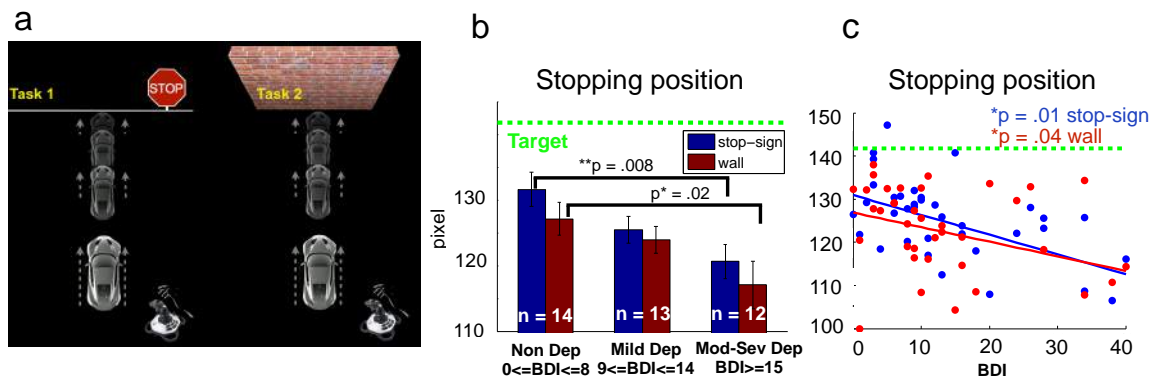 a
Task 1
STOP
Task 2
b
Stopping position
Target
stop-sign
wall
**p = .008
p* = .02
pixel
130
120
110
n = 14
n = 13
n = 12
Non Dep
0<=BDI<=8
Mild Dep
9<=BDI<=14
Mod-Sev Dep
BDI>=15
c
Stopping position
*p = .01 stop-sign
*p = .04 wall
150
140
130
120
110
100
0
10
20
30
40
BDI